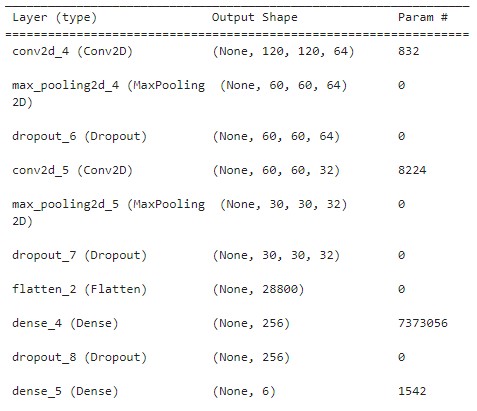 Layer (type) Output Shape Param #
=================================================================
conv2d_4 (Conv2D) (None, 120, 120, 64) 832
max_pooling2d_4 (MaxPooling (None, 60, 60, 64) 0
2D)
dropout_6 (Dropout) (None, 60, 60, 64) 0
conv2d_5 (Conv2D) (None, 60, 60, 32) 8224
max_pooling2d_5 (MaxPooling (None, 30, 30, 32) 0
2D)
dropout_7 (Dropout) (None, 30, 30, 32) 0
flatten_2 (Flatten) (None, 28800) 0
dense_4 (Dense) (None, 256) 7373056
dropout_8 (Dropout) (None, 256) 0
dense_5 (Dense) (None, 6) 1542